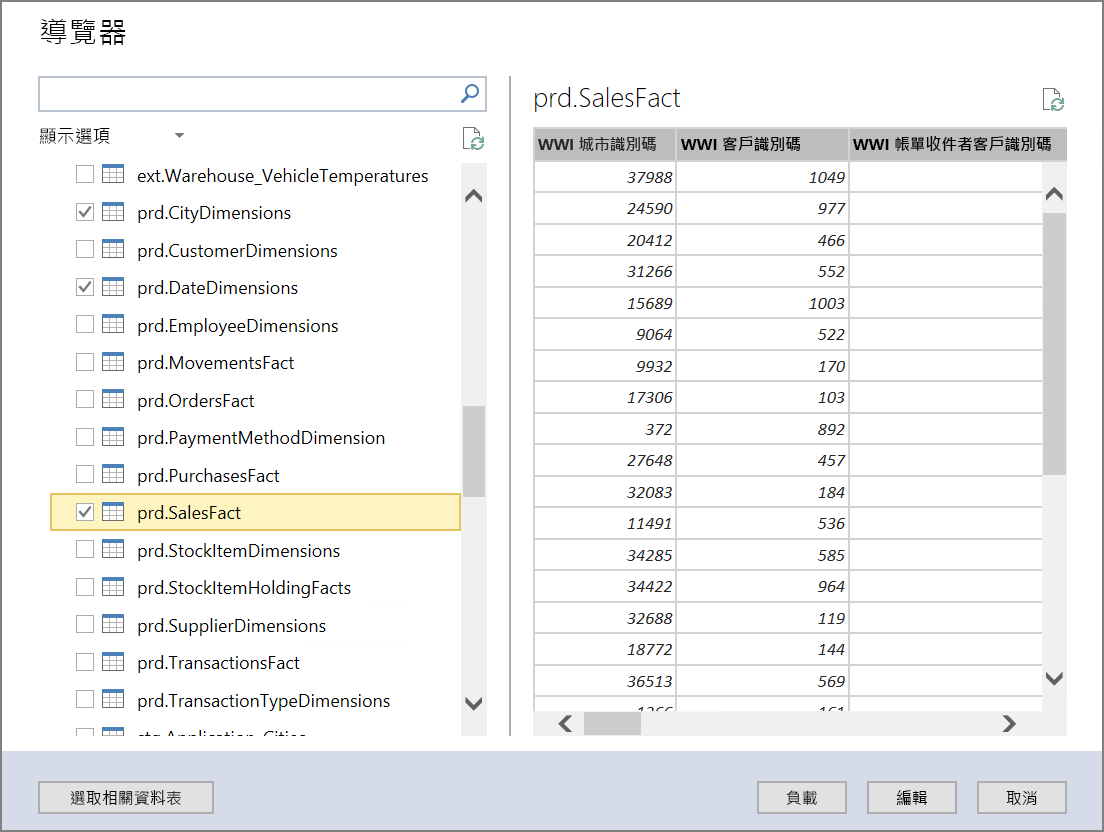 導覽器
顯示選項
ext.Warehouse_VehicleTemperatures
prd.CityDimensions
prd.CustomerDimensions
prd.DateDimensions
prd.EmployeeDimensions
prd.MovementsFact
prd.OrdersFact
prd.PaymentMethodDimension
prd.PurchasesFact
prd.SalesFact
prd.StockItemDimensions
prd.StockItemHoldingFacts
prd.SupplierDimensions
prd.TransactionsFact
prd.TransactionTypeDimensions
prd.SalesFact
WWI 城市識別碼 WWI 客戶識別碼 WWI 帳單收件者客戶識別碼
37988 1049
24590 977
20412 466
31266 552
15689 1003
9064 522
9932 170
17306 103
372 892
27648 457
32083 184
11491 536
34285 585
34422 964
32688 119
18772 144
36513 569
選取相關資料表 負載 編輯 取消